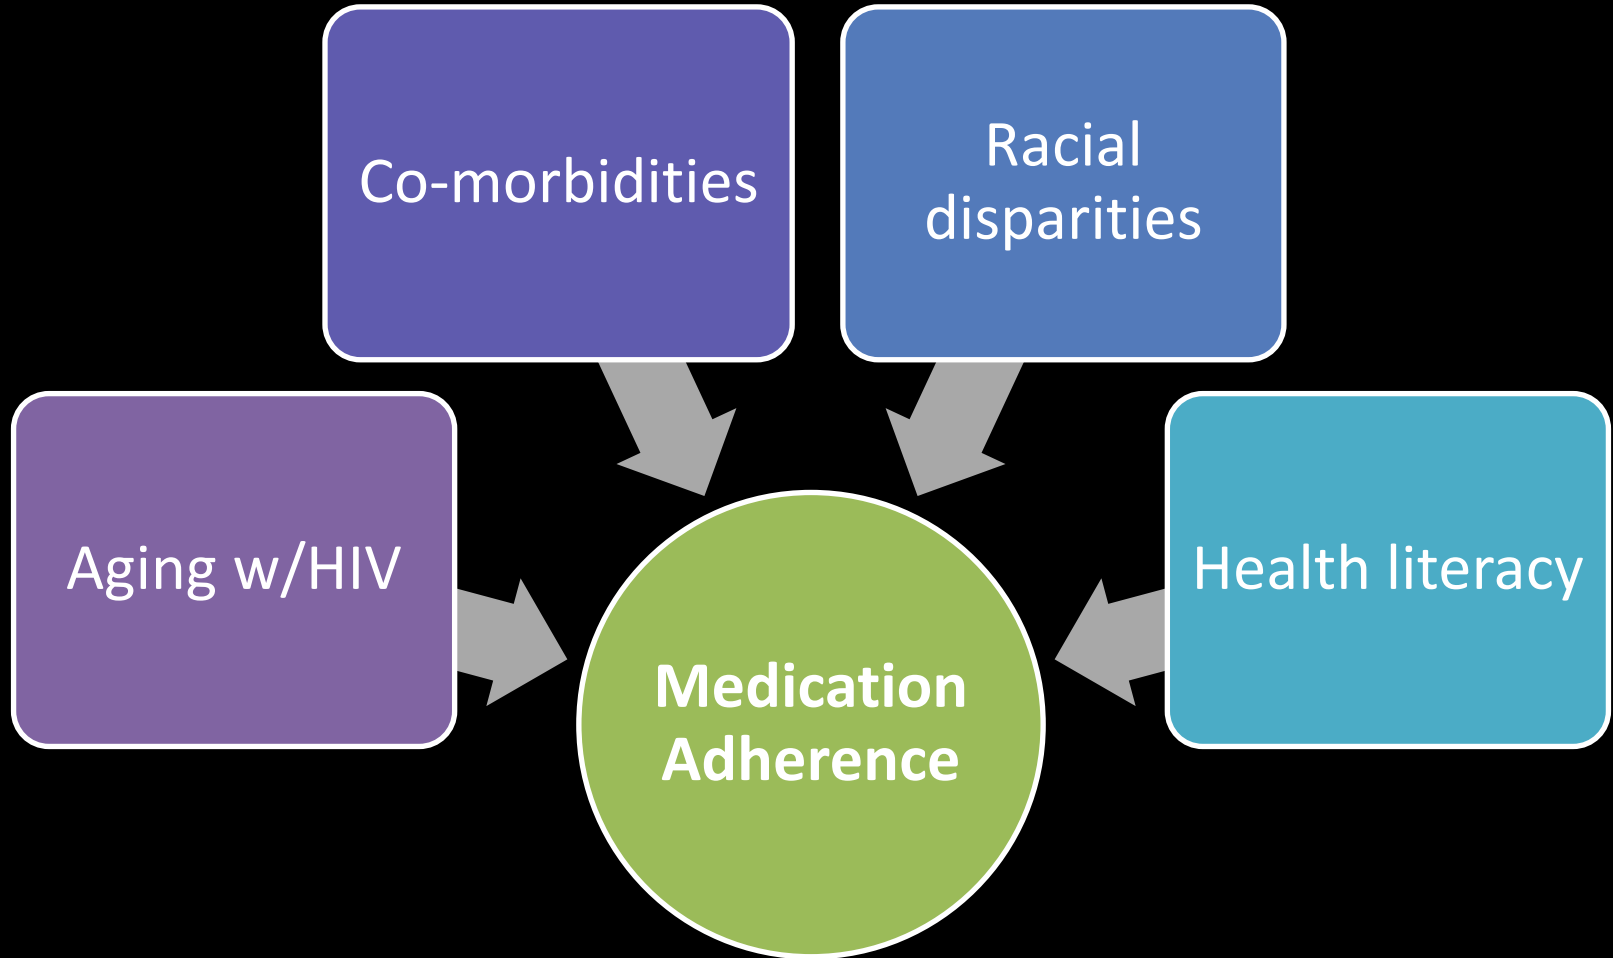 Co-morbidities
Racial
disparities
Aging w/HIV
Health literacy
Medication
Adherence